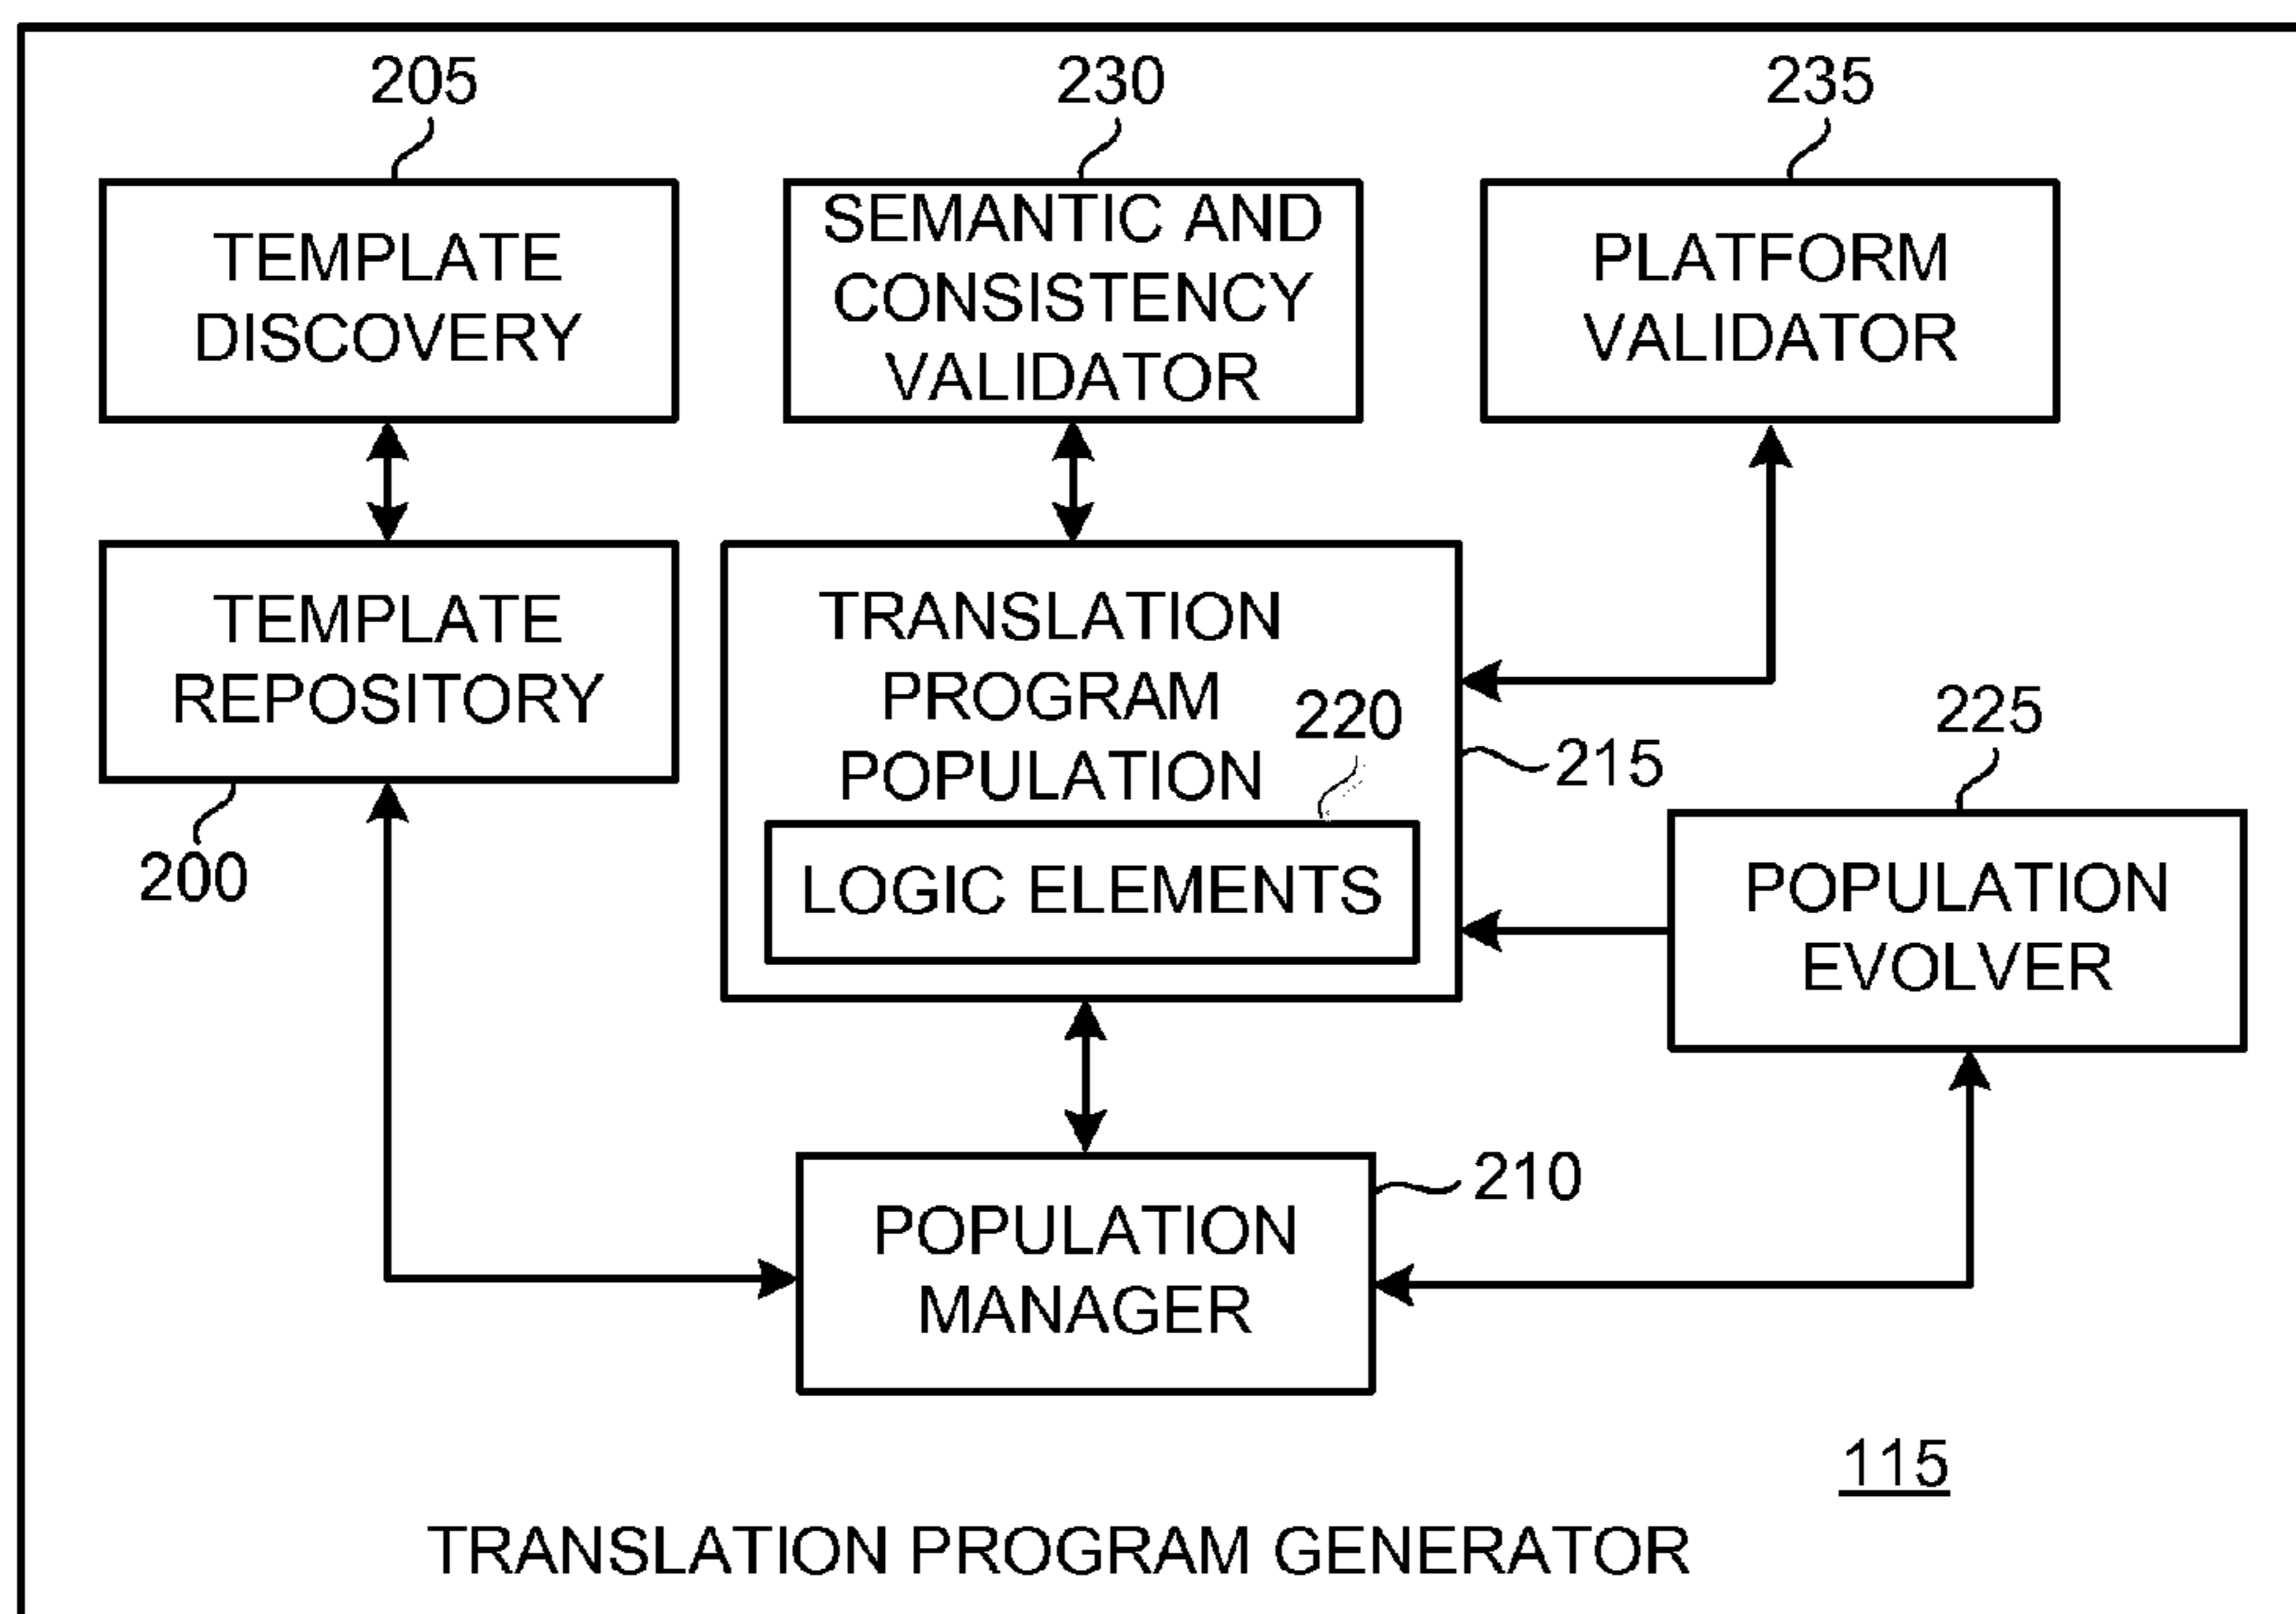 205
230
235
TEMPLATE
DISCOVERY
SEMANTIC AND
CONSISTENCY
VALIDATOR
PLATFORM
VALIDATOR
TEMPLATE
REPOSITORY
200
TRANSLATION
PROGRAM
POPULATION
220
215
LOGIC ELEMENTS
225
POPULATION
EVOLVER
POPULATION
MANAGER
210
115
TRANSLATION PROGRAM GENERATOR